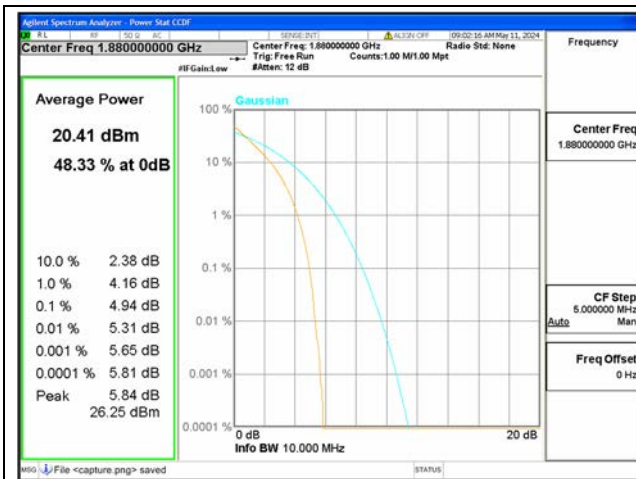 Agilent Spectrum Analyzer - Power Stat CCDF
RL RF 50 Ω AC SENSE:INT ALIGN OFF 09:02:16 AM May 11, 2024
Center Freq 1.880000000 GHz
Center Freq: 1.880000000 GHz Radio Std: None
Trig: Free Run Counts:1.00 M/1.00 Mpt
#IFGain:Low #Atten: 12 dB
Frequency
Average Power
20.41 dBm
48.33 % at 0dB
10.0 % 2.38 dB
1.0 % 4.16 dB
0.1 % 4.94 dB
0.01 % 5.31 dB
0.001 % 5.65 dB
0.0001 % 5.81 dB
Peak 5.84 dB
26.25 dBm
Gaussian
100 %
10 %
1 %
0.1 %
0.01 %
0.001 %
0.0001 %
0 dB 20 dB
Info BW 10.000 MHz
Center Freq
1.880000000 GHz
CF Step
5.000000 MHz
Auto Man
Freq Offset
0 Hz
MSG File <capture.png> saved STATUS